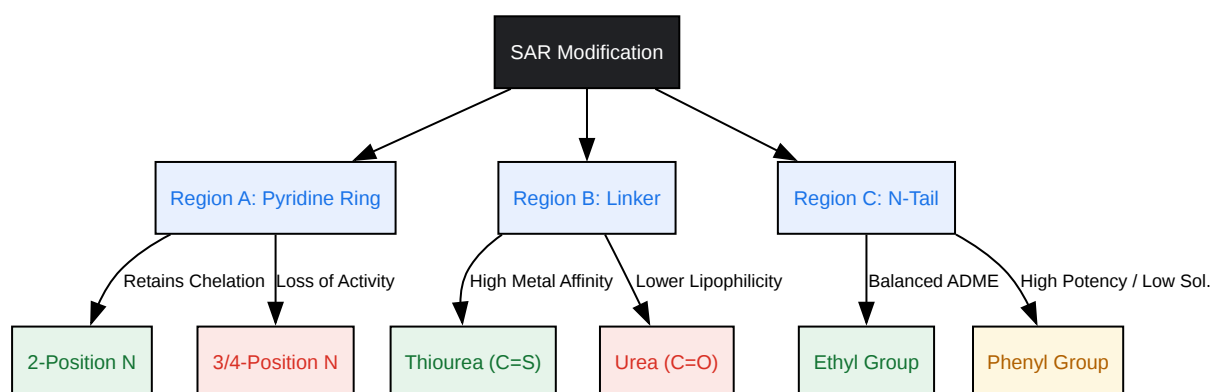 SAR Modification
Region A: Pyridine Ring
Region B: Linker
Region C: N-Tail
Retains Chelation
Loss of Activity
High Metal Affinity
Lower Lipophilicity
Balanced ADME
High Potency / Low Sol.
2-Position N
3/4-Position N
Thiourea (C=S)
Urea (C=O)
Ethyl Group
Phenyl Group